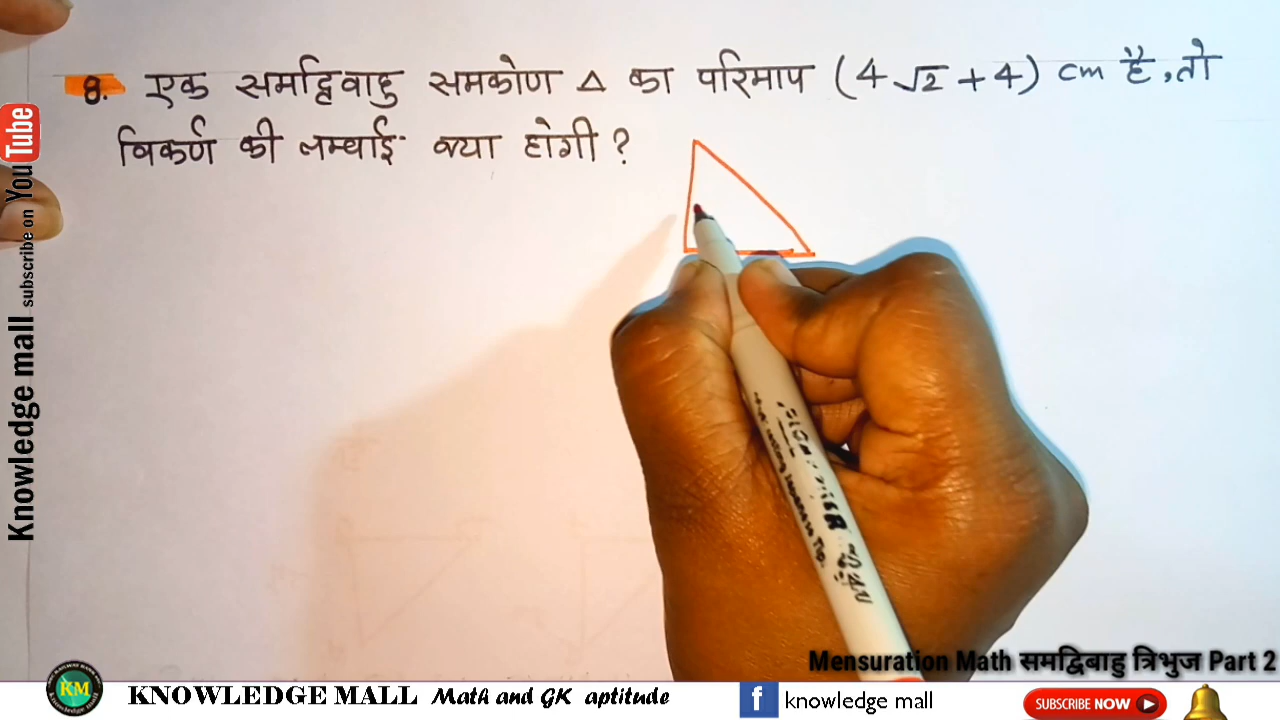 8. एक समद्विवाहु समकोण Δ का परिमाप (4√2 + 4) cm है, तो
विकर्ण की लम्वाई क्या होगी ?
Knowledge mall subscribe on YouTube
Mensuration Math समद्विबाहु त्रिभुज Part 2
KM
KNOWLEDGE MALL Math and GK aptitude
f knowledge mall
SUBSCRIBE NOW